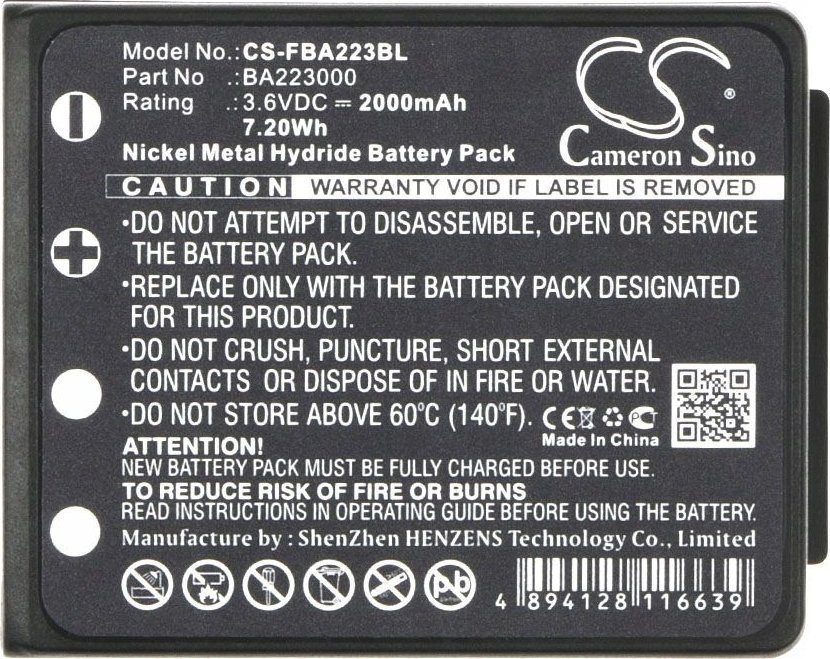 Model No.:CS-FBA223BL
Part No :BA223000
Rating :3.6VDC ⎓ 2000mAh
7.20Wh
Nickel Metal Hydride Battery Pack
Cameron Sino
®
CAUTION WARRANTY VOID IF LABEL IS REMOVED
•DO NOT ATTEMPT TO DISASSEMBLE, OPEN OR SERVICE
THE BATTERY PACK.
•REPLACE ONLY WITH THE BATTERY PACK DESIGNATED
FOR THIS PRODUCT.
•DO NOT CRUSH, PUNCTURE, SHORT EXTERNAL
CONTACTS OR DISPOSE OF IN FIRE OR WATER.
•DO NOT STORE ABOVE 60°C (140°F). CE PCT
Made In China
ATTENTION!
NEW BATTERY PACK MUST BE FULLY CHARGED BEFORE USE.
TO REDUCE RISK OF FIRE OR BURNS
READ INSTRUCTIONS IN OPERATING GUIDE BEFORE USING THE BATTERY.
Manufacture by : ShenZhen HENZENS Technology Co., Limited
pb
4 894128 116639